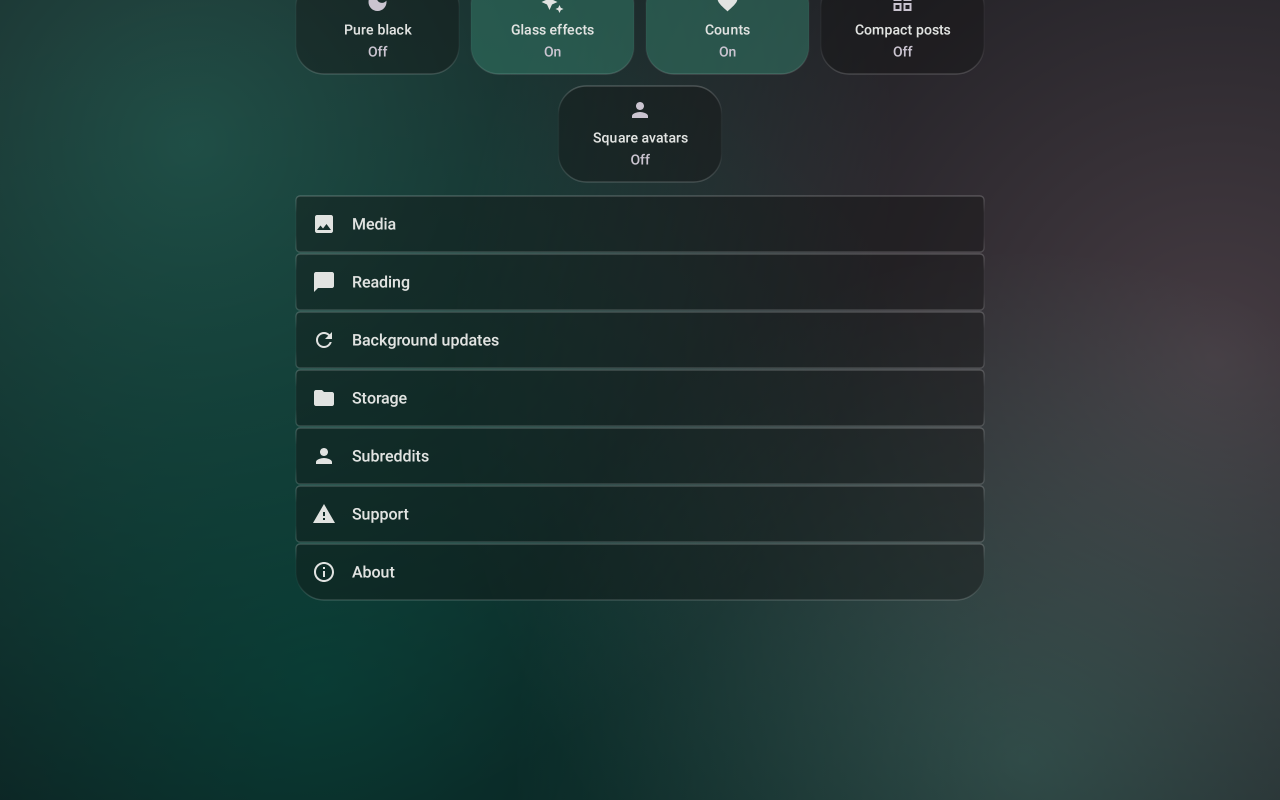 Pure black
Off
Glass effects
On
Counts
On
Compact posts
Off
Square avatars
Off
Media
Reading
Background updates
Storage
Subreddits
Support
About